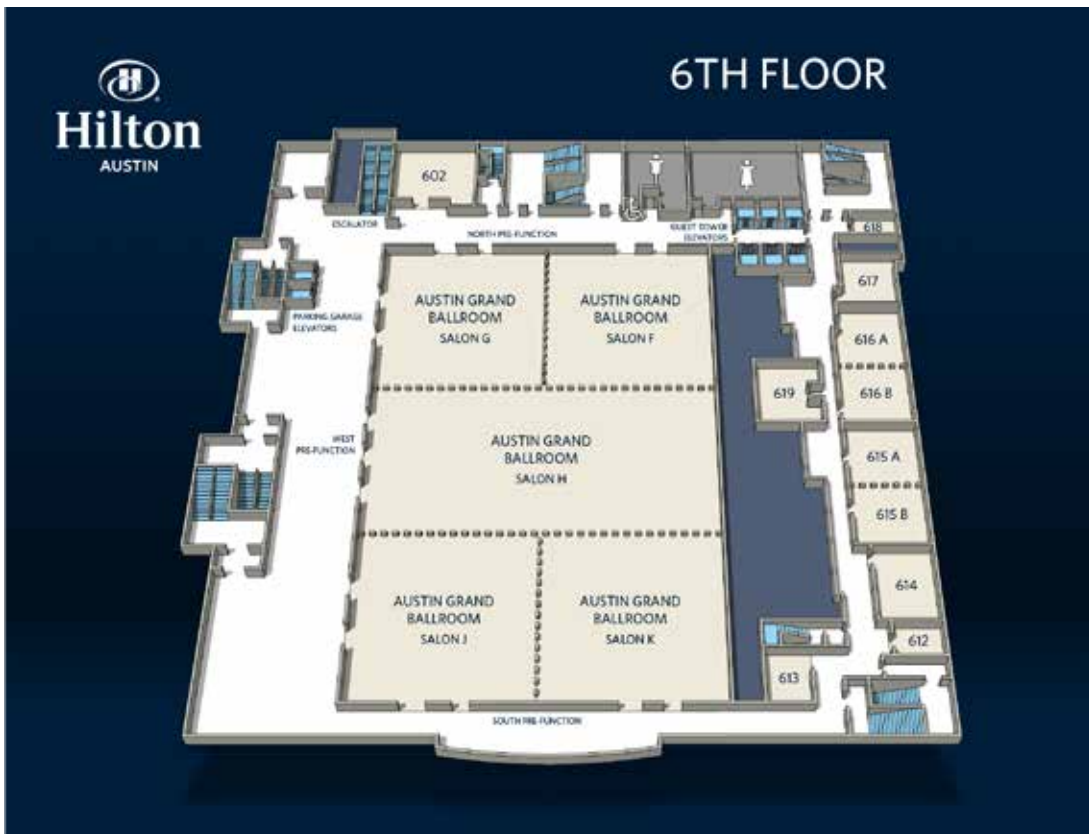 H
Hilton
AUSTIN
6TH FLOOR
602
ESCALATOR
NORTH PRE-FUNCTION
GUEST TOWER
ELEVATORS
618
617
PARKING GARAGE
ELEVATORS
AUSTIN GRAND
BALLROOM
SALON G
AUSTIN GRAND
BALLROOM
SALON F
616 A
619
616 B
WEST
PRE-FUNCTION
AUSTIN GRAND
BALLROOM
SALON H
615 A
615 B
614
AUSTIN GRAND
BALLROOM
SALON J
AUSTIN GRAND
BALLROOM
SALON K
612
613
SOUTH PRE-FUNCTION